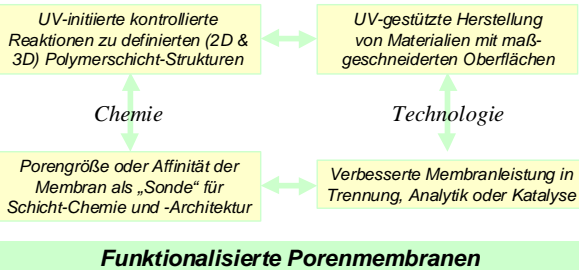 UV-initiierte kontrollierte
Reaktionen zu definierten (2D &
3D) Polymerschicht-Strukturen
UV-gestützte Herstellung
von Materialien mit maß-
geschneiderten Oberflächen
Chemie
Technologie
Porengröße oder Affinität der
Membran als „Sonde“ für
Schicht-Chemie und -Architektur
Verbesserte Membranleistung in
Trennung, Analytik oder Katalyse
Funktionalisierte Porenmembranen